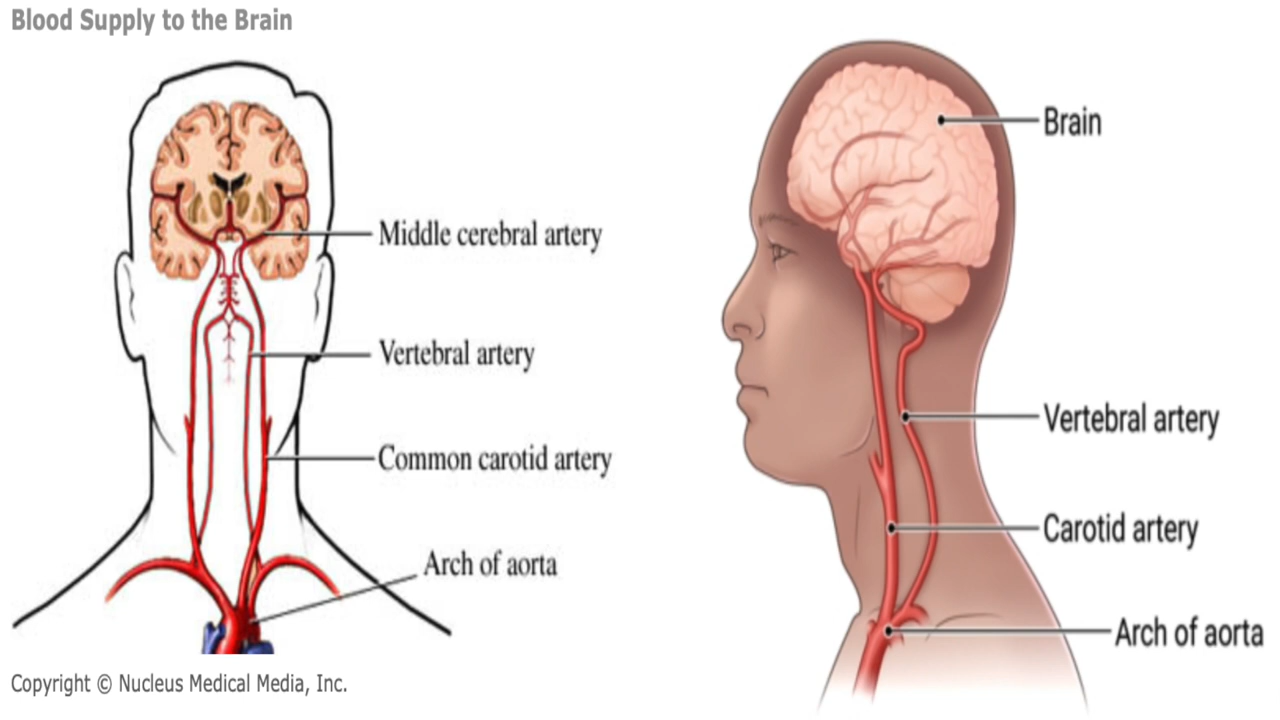 Blood Supply to the Brain
Middle cerebral artery
Vertebral artery
Common carotid artery
Arch of aorta
Copyright © Nucleus Medical Media, Inc.
Brain
Vertebral artery
Carotid artery
Arch of aorta